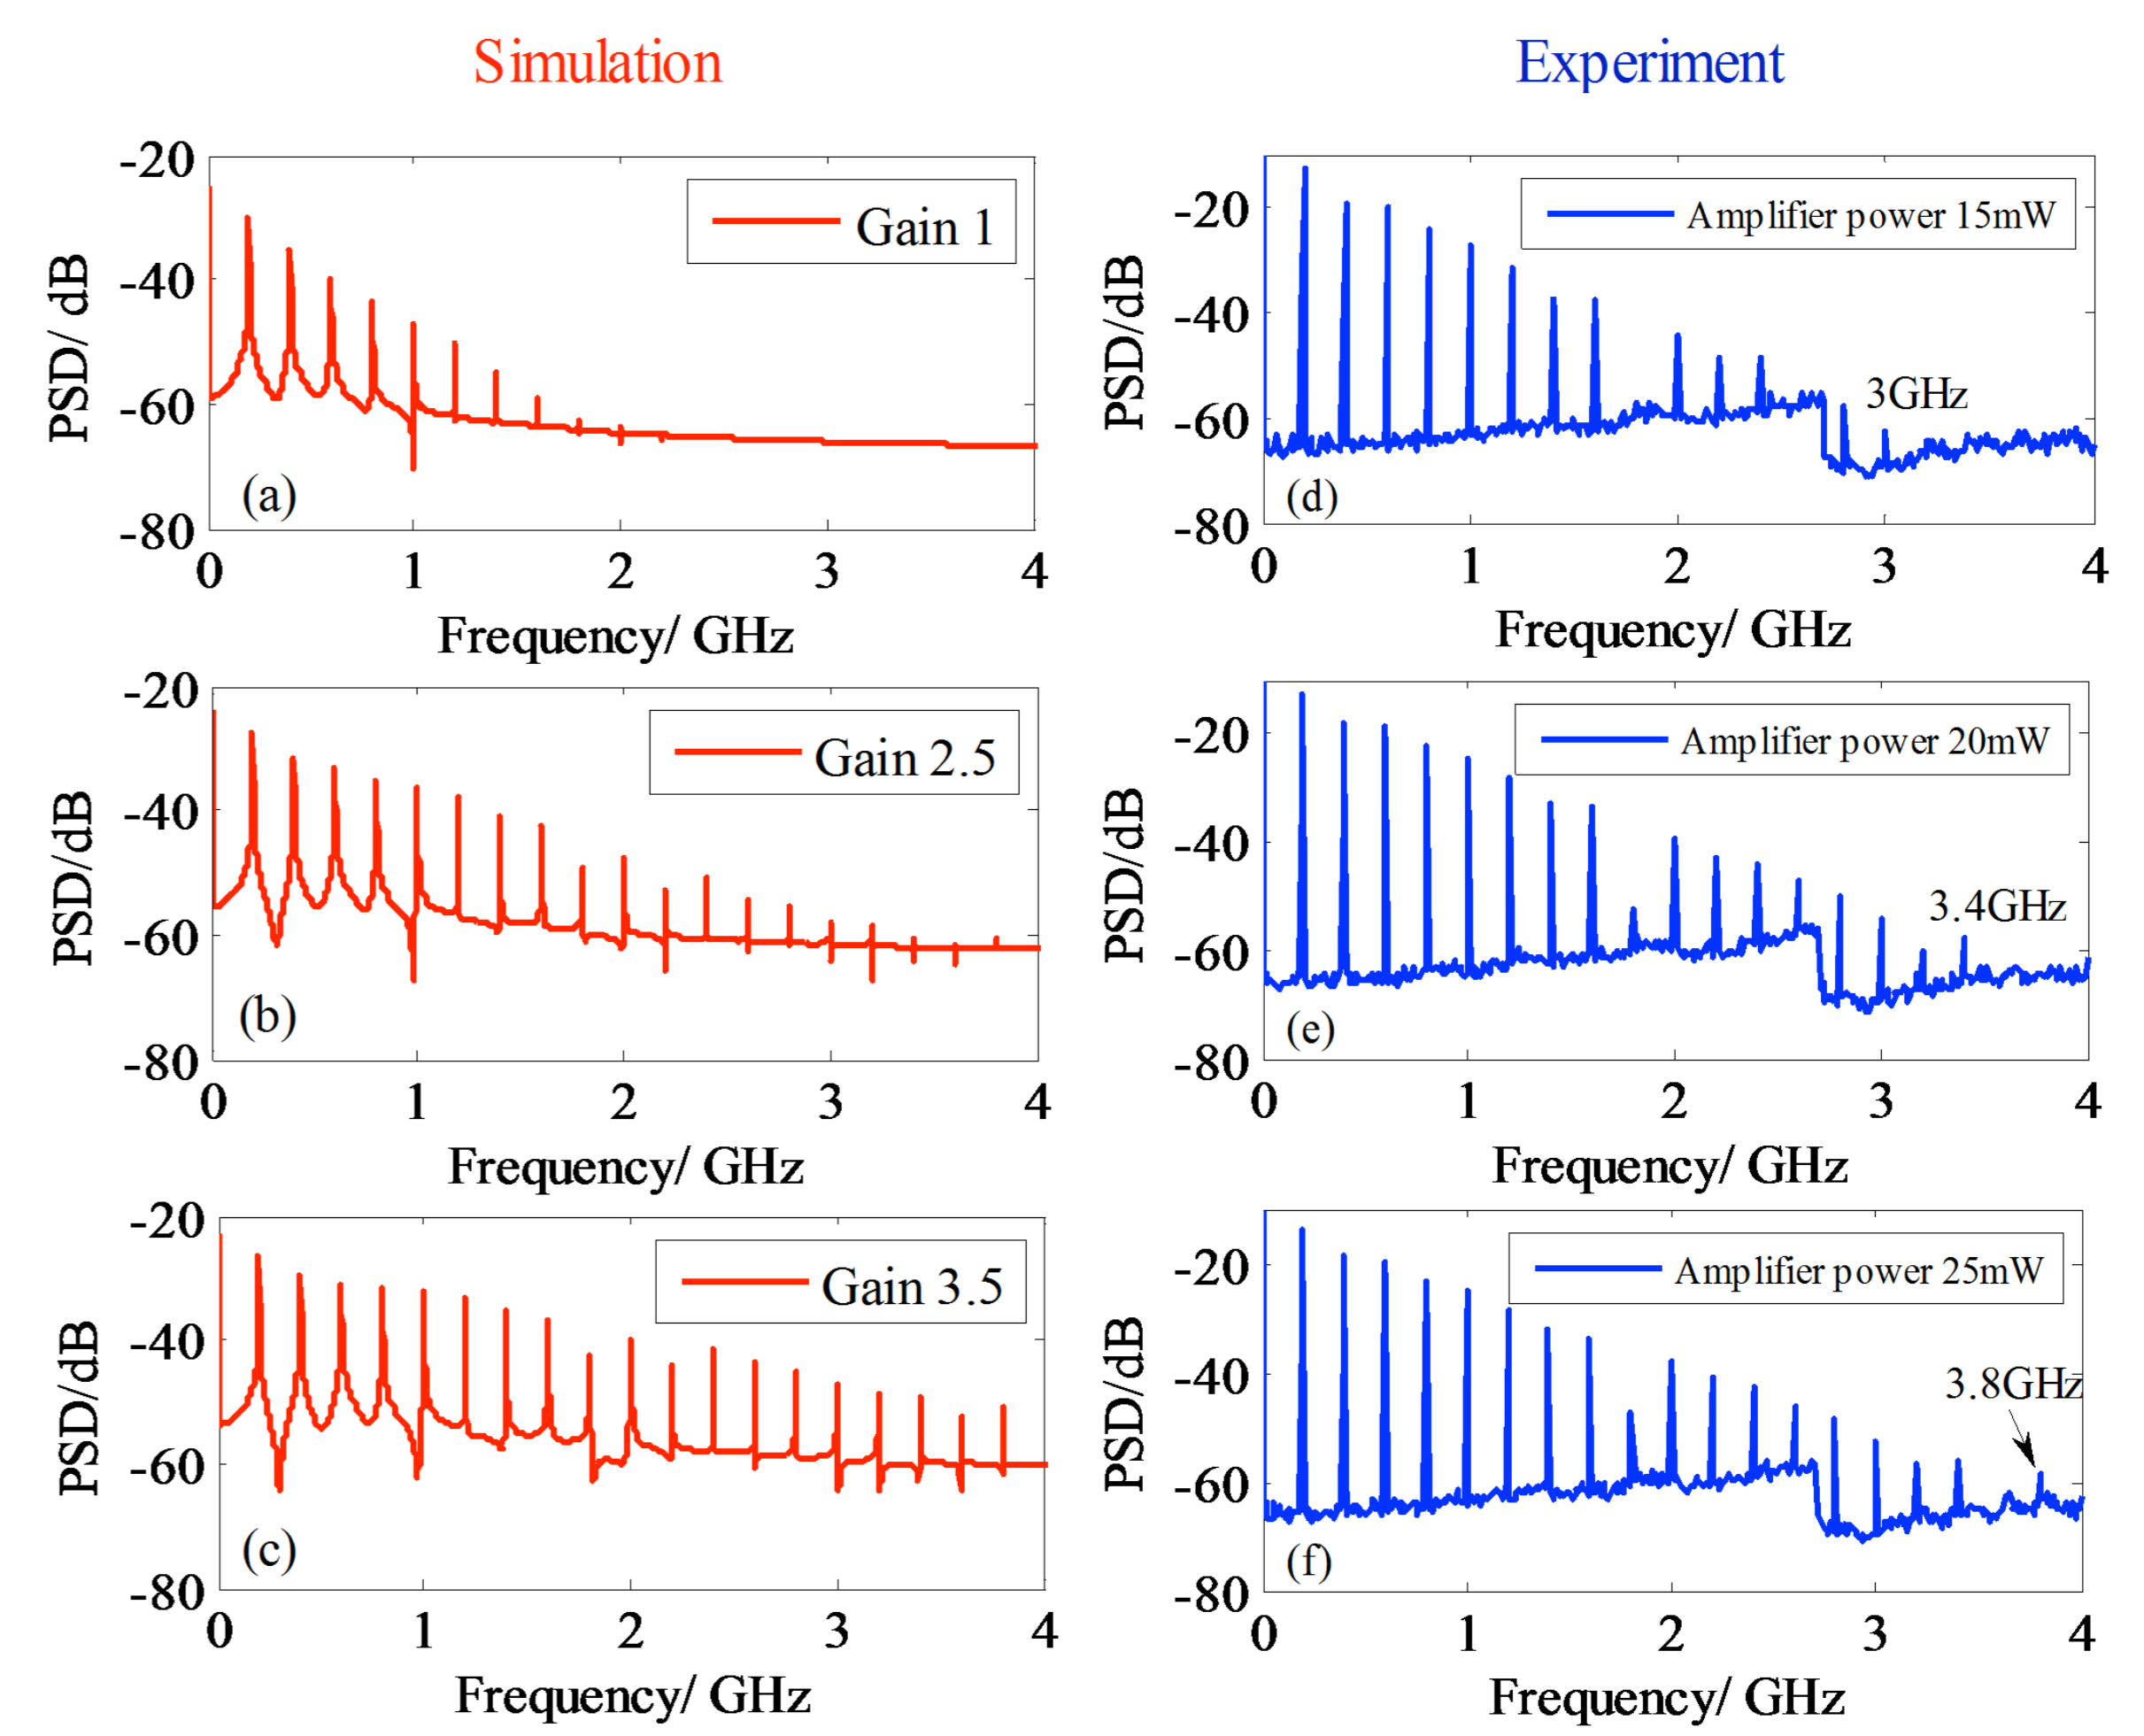 Simulation
Experiment
-20
-40
-60
-80
PSD/ dB
Gain 1
(a)
0 1 2 3 4
Frequency/ GHz
-20
-40
-60
-80
PSD/dB
Amplifier power 15mW
3GHz
(d)
0 1 2 3 4
Frequency/ GHz
-20
-40
-60
-80
PSD/dB
Gain 2.5
(b)
0 1 2 3 4
Frequency/ GHz
-20
-40
-60
-80
PSD/dB
Amplifier power 20mW
3.4GHz
(e)
0 1 2 3 4
Frequency/ GHz
-20
-40
-60
-80
PSD/dB
Gain 3.5
(c)
0 1 2 3 4
Frequency/ GHz
-20
-40
-60
-80
PSD/dB
Amplifier power 25mW
3.8GHz
(f)
0 1 2 3 4
Frequency/ GHz